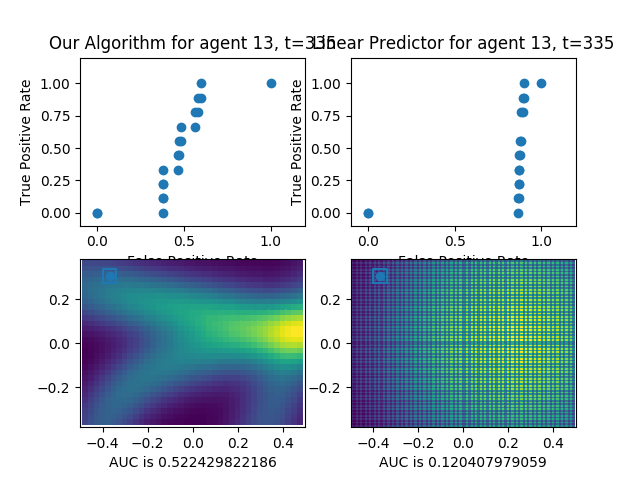 Our Algorithm for agent 13, t=335
Linear Predictor for agent 13, t=335
True Positive Rate
1.00
0.75
0.50
0.25
0.00
0.0 0.5 1.0
False Positive Rate
True Positive Rate
1.00
0.75
0.50
0.25
0.00
0.0 0.5 1.0
False Positive Rate
0.2
0.0
−0.2
−0.4 −0.2 0.0 0.2 0.4
AUC is 0.522429822186
0.2
0.0
−0.2
−0.4 −0.2 0.0 0.2 0.4
AUC is 0.120407979059